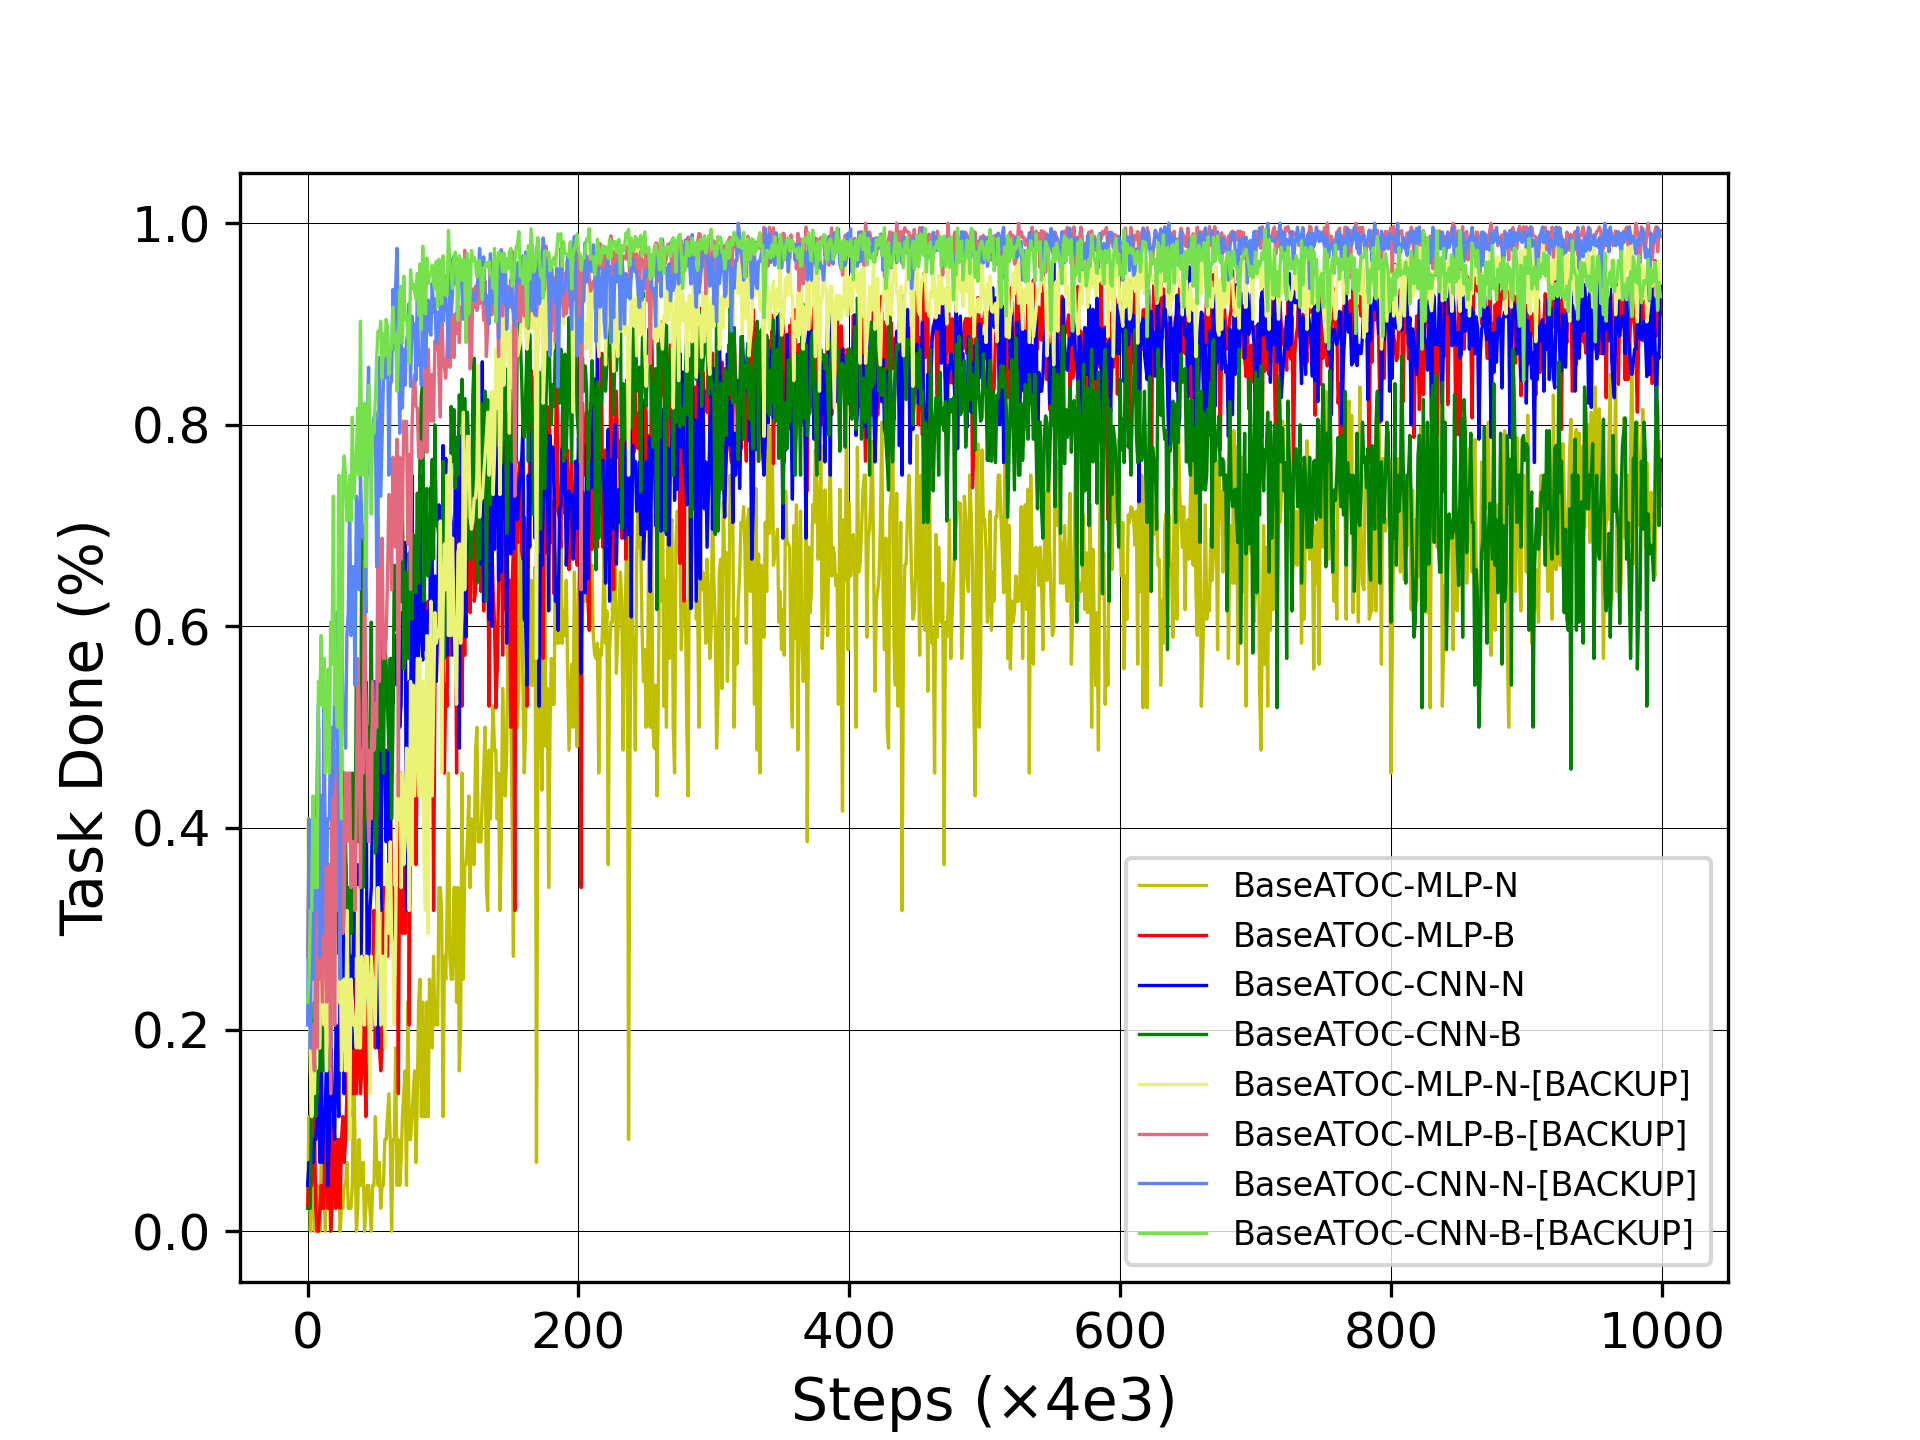 1.0
0.8
0.6
0.4
0.2
0.0
Task Done (%)
0 200 400 600 800 1000
Steps (×4e3)
BaseATOC-MLP-N
BaseATOC-MLP-B
BaseATOC-CNN-N
BaseATOC-CNN-B
BaseATOC-MLP-N-[BACKUP]
BaseATOC-MLP-B-[BACKUP]
BaseATOC-CNN-N-[BACKUP]
BaseATOC-CNN-B-[BACKUP]